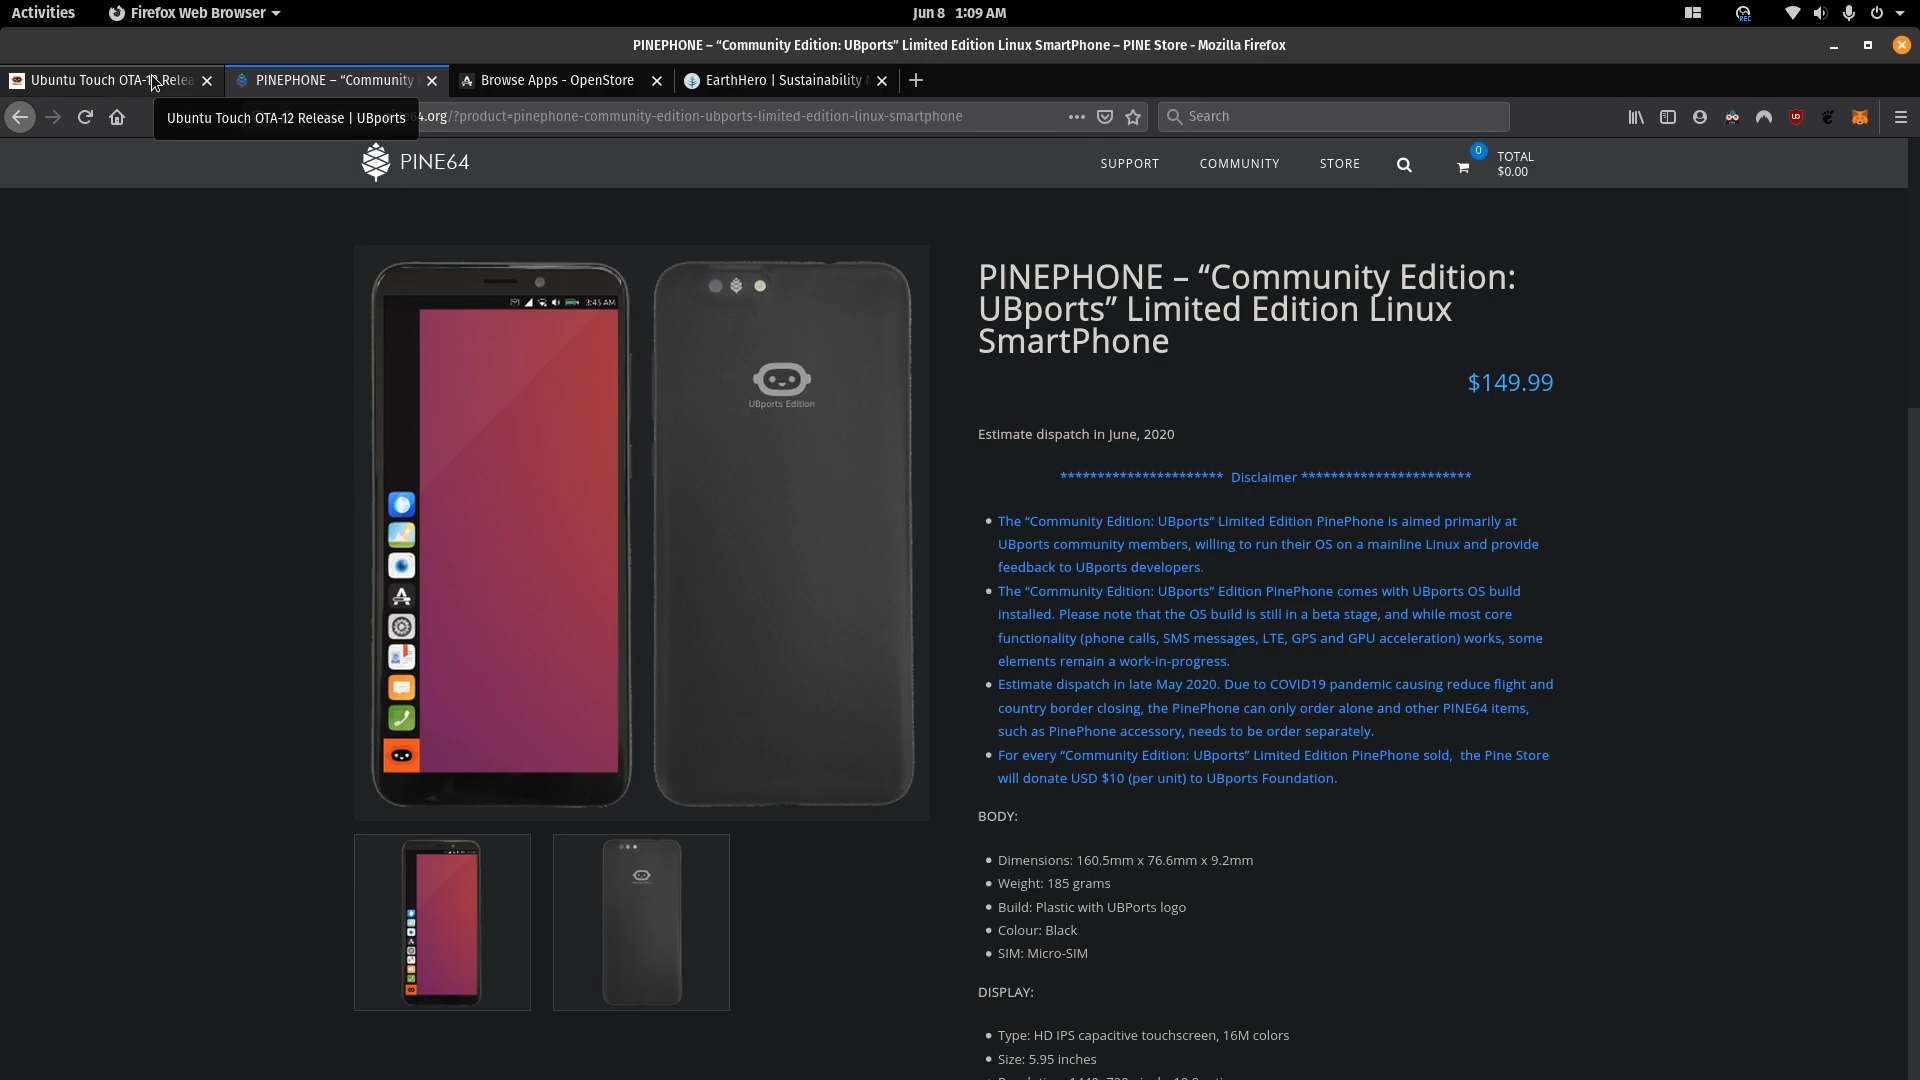 Activities
Firefox Web Browser
Jun 8 1:09 AM
REC
PINEPHONE – “Community Edition: UBports” Limited Edition Linux SmartPhone – PINE Store - Mozilla Firefox
Ubuntu Touch OTA-1 Relea
PINEPHONE – “Community
Browse Apps - OpenStore
EarthHero | Sustainability
Ubuntu Touch OTA-12 Release | UBports
.org/?product=pinephone-community-edition-ubports-limited-edition-linux-smartphone
Search
PINE64
SUPPORT
COMMUNITY
STORE
0
TOTAL
$0.00
3:45 AM
UBports Edition
PINEPHONE – “Community Edition:
UBports” Limited Edition Linux
SmartPhone
$149.99
Estimate dispatch in June, 2020
********************** Disclaimer ***********************
The “Community Edition: UBports” Limited Edition PinePhone is aimed primarily at
UBports community members, willing to run their OS on a mainline Linux and provide
feedback to UBports developers.
The “Community Edition: UBports” Edition PinePhone comes with UBports OS build
installed. Please note that the OS build is still in a beta stage, and while most core
functionality (phone calls, SMS messages, LTE, GPS and GPU acceleration) works, some
elements remain a work-in-progress.
Estimate dispatch in late May 2020. Due to COVID19 pandemic causing reduce flight and
country border closing, the PinePhone can only order alone and other PINE64 items,
such as PinePhone accessory, needs to be order separately.
For every “Community Edition: UBports” Limited Edition PinePhone sold, the Pine Store
will donate USD $10 (per unit) to UBports Foundation.
BODY:
Dimensions: 160.5mm x 76.6mm x 9.2mm
Weight: 185 grams
Build: Plastic with UBPorts logo
Colour: Black
SIM: Micro-SIM
DISPLAY:
Type: HD IPS capacitive touchscreen, 16M colors
Size: 5.95 inches